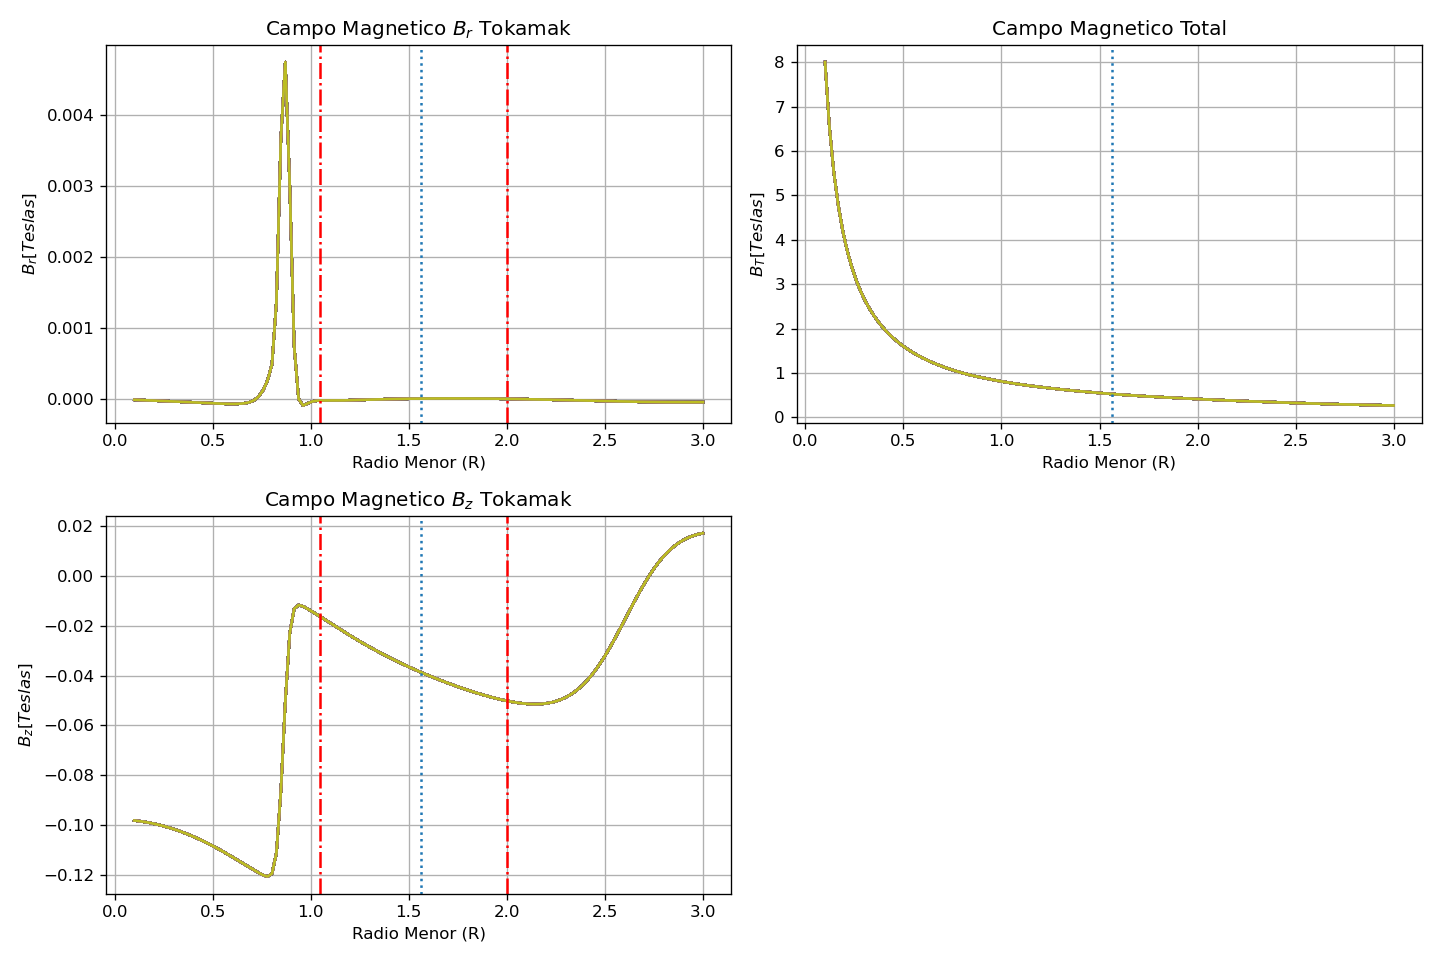 Campo Magnetico B_r Tokamak
B_r[Teslas]
0.004
0.003
0.002
0.001
0.000
0.0 0.5 1.0 1.5 2.0 2.5 3.0
Radio Menor (R)
Campo Magnetico Total
B_T[Teslas]
8
7
6
5
4
3
2
1
0
0.0 0.5 1.0 1.5 2.0 2.5 3.0
Radio Menor (R)
Campo Magnetico B_z Tokamak
B_z[Teslas]
0.02
0.00
−0.02
−0.04
−0.06
−0.08
−0.10
−0.12
0.0 0.5 1.0 1.5 2.0 2.5 3.0
Radio Menor (R)